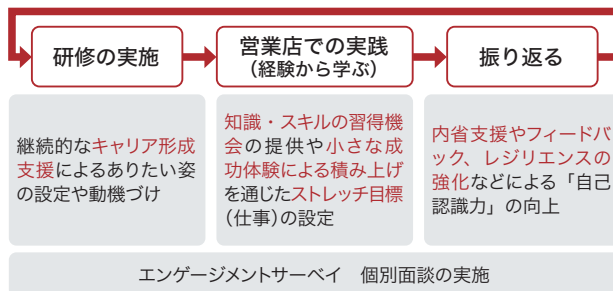 研修の実施
営業店での実践
（経験から学ぶ）
振り返る
継続的なキャリア形成
支援によるありたい姿
の設定や動機づけ
知識・スキルの習得機
会の提供や小さな成
功体験による積み上げ
を通じたストレッチ目標
（仕事）の設定
内省支援やフィードバ
ック、レジリエンスの
強化などによる「自己
認識力」の向上
エンゲージメントサーベイ　個別面談の実施